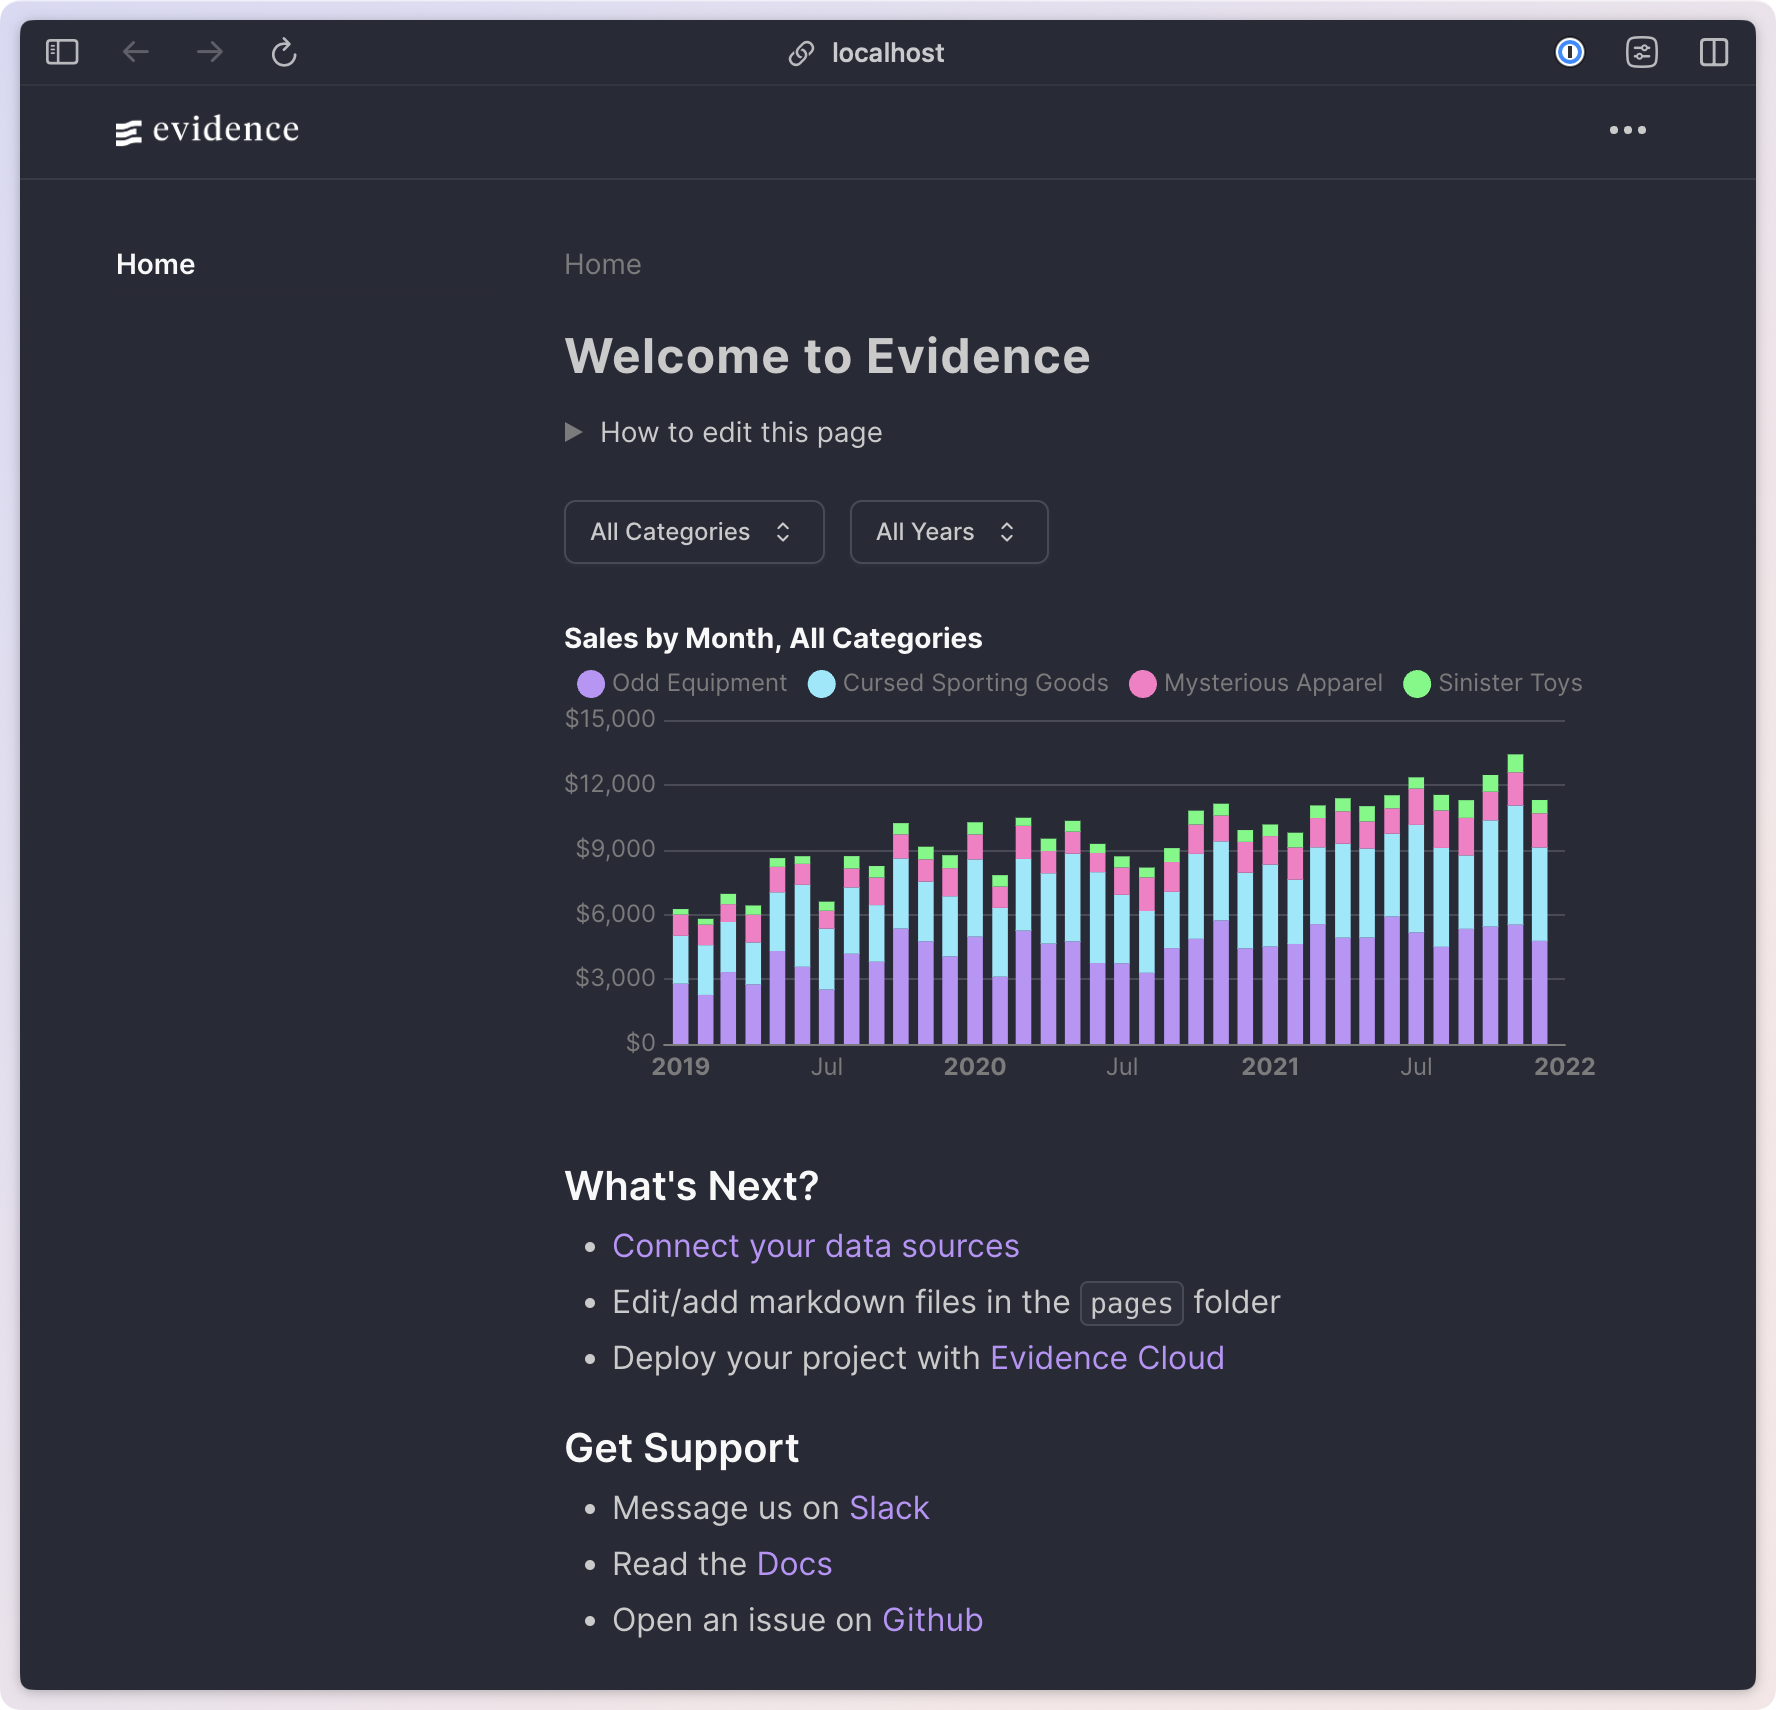 localhost
evidence
Home
Home
Welcome to Evidence
How to edit this page
All Categories
All Years
Sales by Month, All Categories
Odd Equipment Cursed Sporting Goods Mysterious Apparel Sinister Toys
$15,000
$12,000
$9,000
$6,000
$3,000
$0
2019 Jul 2020 Jul 2021 Jul 2022
What's Next?
Connect your data sources
Edit/add markdown files in the pages folder
Deploy your project with Evidence Cloud
Get Support
Message us on Slack
Read the Docs
Open an issue on Github